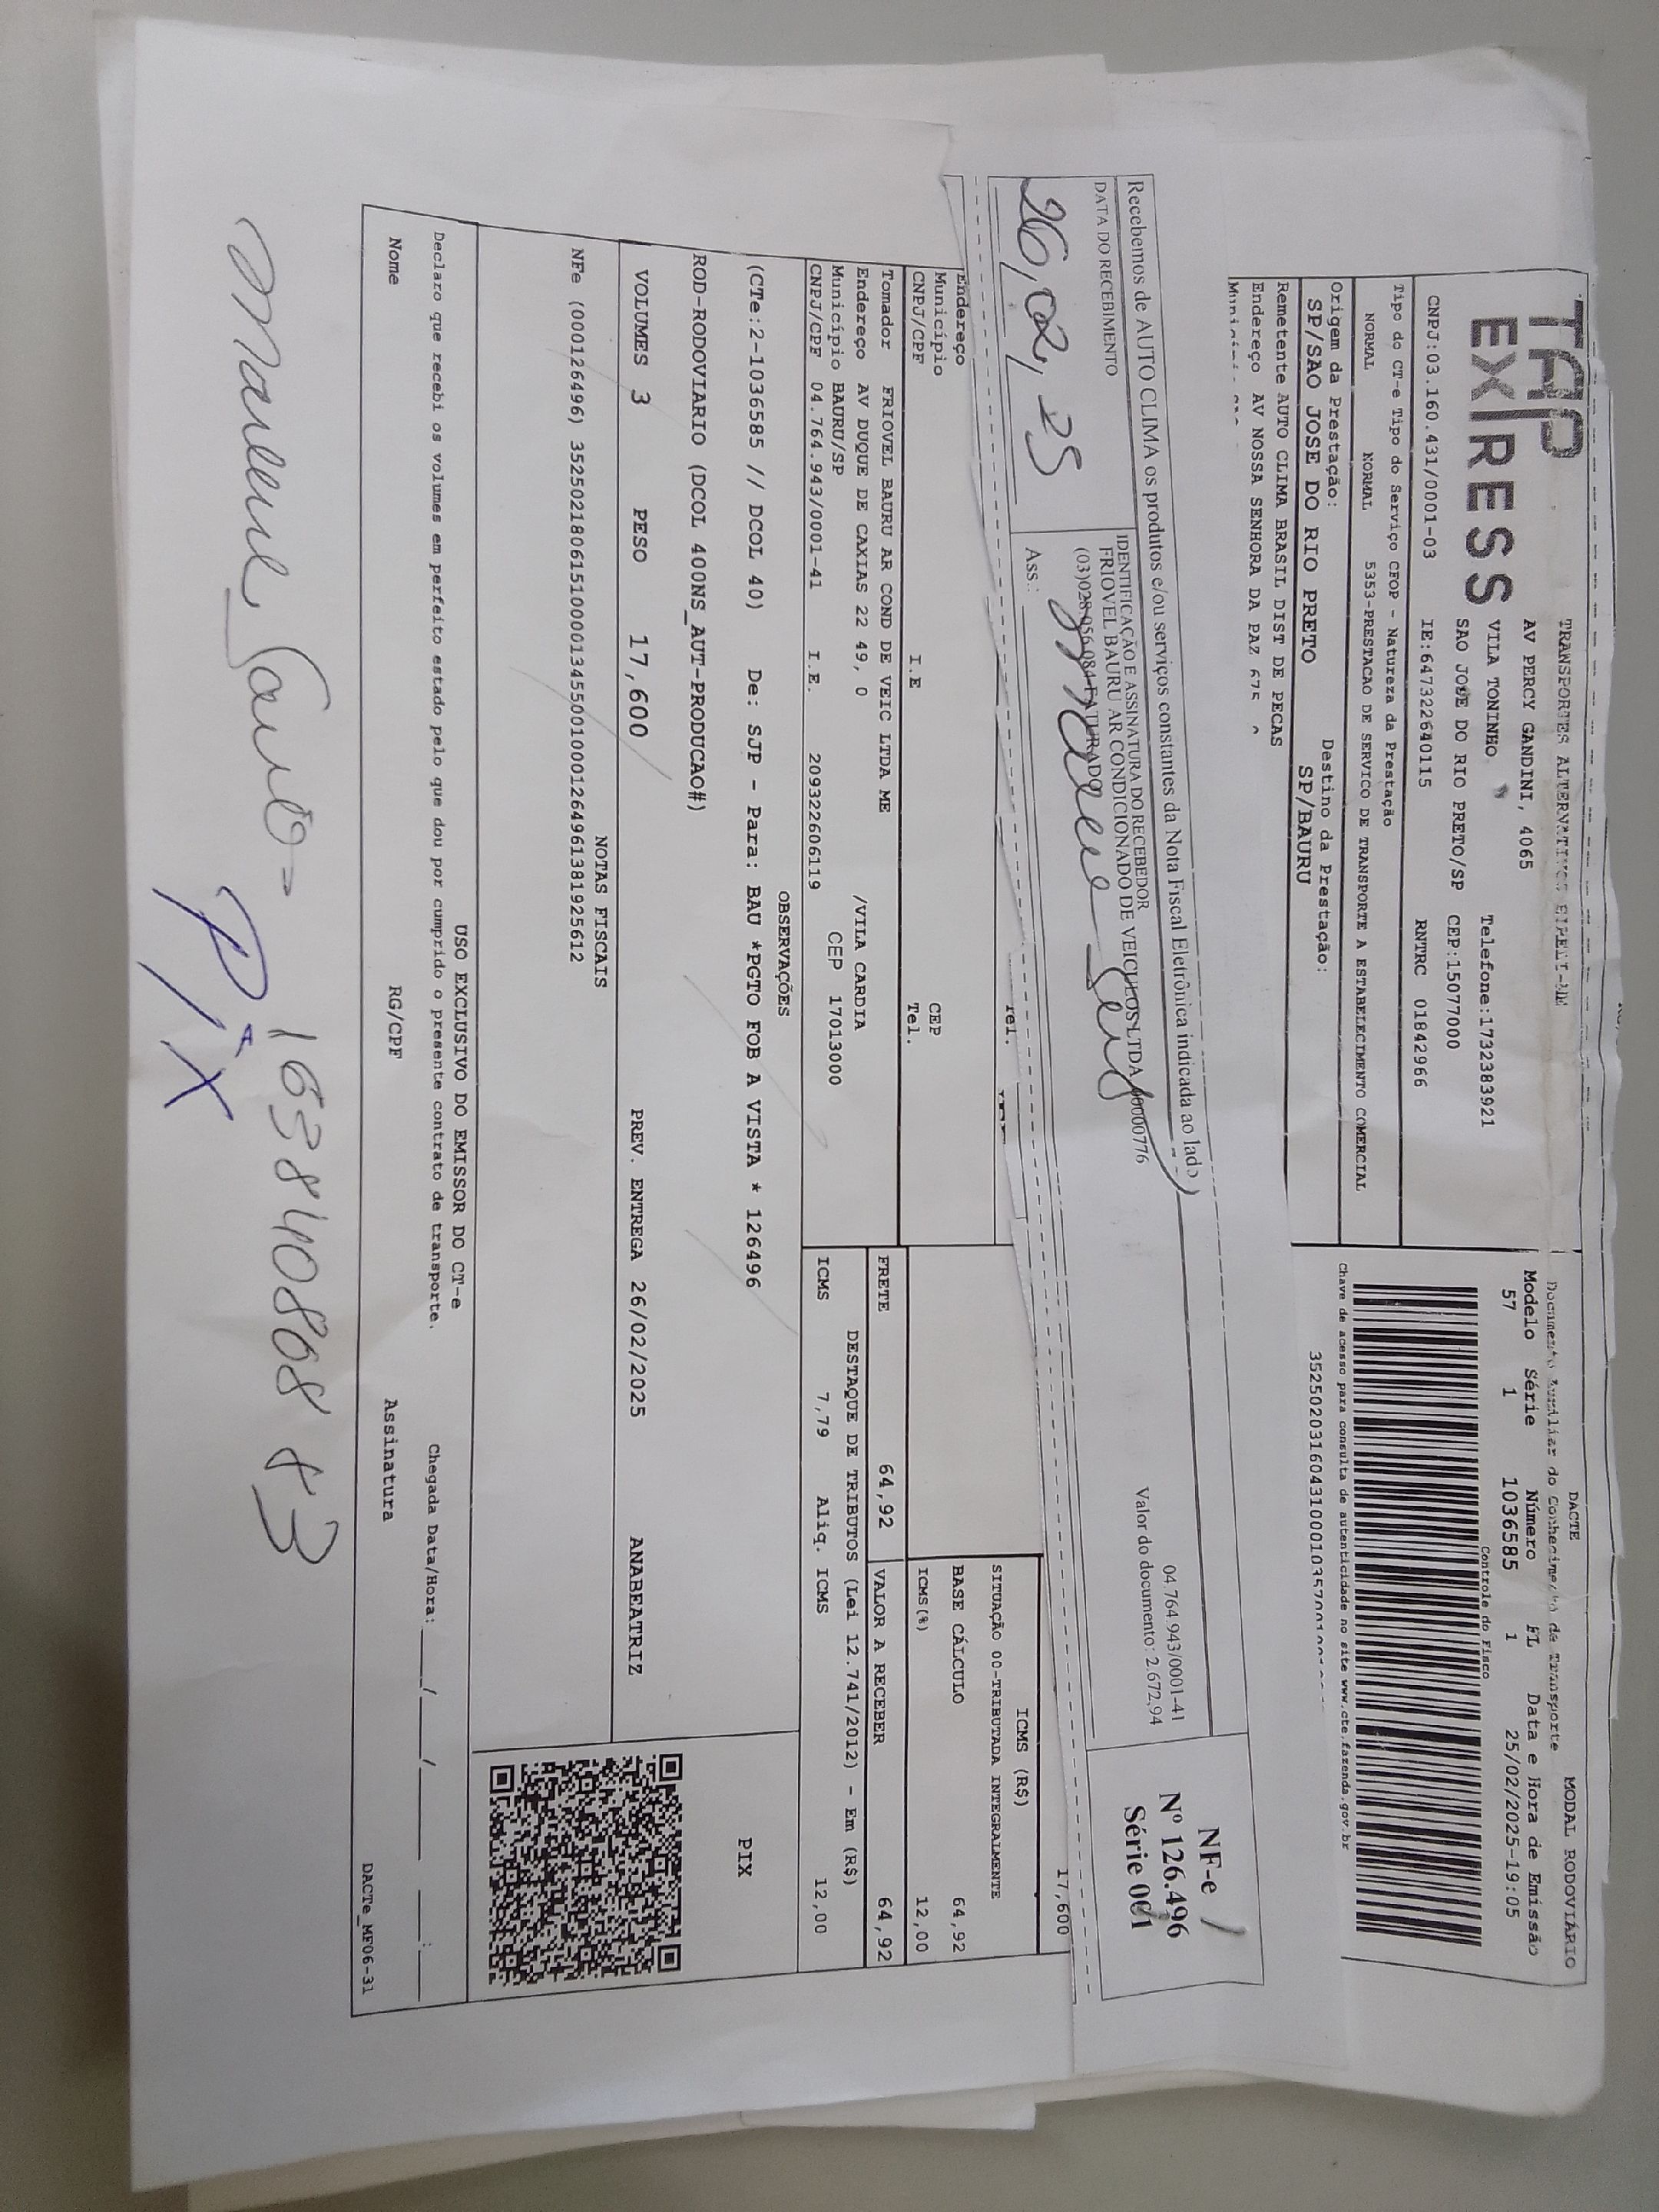 TAP
EXPRESS
TRANSPORTES ALTERNATIVOS EIRELI-ME
AV PERCY GANDINI, 4065
VILA TONINHO Telefone:1732383921
SAO JOSE DO RIO PRETO/SP CEP:15077000
CNPJ:03.160.431/0001-03 IE:647322640115 RNTRC 01842966
DACTE MODAL RODOVIÁRIO
Documento Auxiliar do Conhecimento de Transporte
Modelo Série Número FL Data e Hora de Emissão
57 1 1036585 1 25/02/2025-19:05
Controle do Fisco
Chave de acesso para consulta de autenticidade no site www.cte.fazenda.gov.br
Tipo do CT-e Tipo do Serviço CFOP - Natureza da Prestação
NORMAL NORMAL 5353-PRESTACAO DE SERVICO DE TRANSPORTE A ESTABELECIMENTO COMERCIAL
Origem da Prestação: Destino da Prestação:
SP/SAO JOSE DO RIO PRETO SP/BAURU
Remetente AUTO CLIMA BRASIL DIST DE PECAS
Endereço AV NOSSA SENHORA DA PAZ 675
Recebemos de AUTO CLIMA os produtos e/ou serviços constantes da Nota Fiscal Eletrônica indicada ao lado
DATA DO RECEBIMENTO
26,02,25
IDENTIFICAÇÃO E ASSINATURA DO RECEBEDOR
FRIOVEL BAURU AR CONDICIONADO DE VEICULOS LTDA 00000776
Ass.:
04.764.943/0001-41
Valor do documento: 2.672,94
NF-e
Nº 126.496
Série 001
Tel.
17,600
Endereço
Município CEP
CNPJ/CPF I.E Tel.
ICMS (R$)
SITUAÇÃO 00-TRIBUTADA INTEGRALMENTE
BASE CÁLCULO 64,92
ICMS(%) 12,00
Tomador FRIOVEL BAURU AR COND DE VEIC LTDA ME
Endereço AV DUQUE DE CAXIAS 22 49, 0 /VILA CARDIA
Município BAURU/SP CEP 17013000
CNPJ/CPF 04.764.943/0001-41 I.E. 209322606119
FRETE 64,92 VALOR A RECEBER 64,92
DESTAQUE DE TRIBUTOS (Lei 12.741/2012) - Em (R$)
ICMS 7,79 Aliq. ICMS 12,00
OBSERVAÇÕES
(CTe:2-1036585 // DCOL 40) De: SJP - Para: BAU *PGTO FOB A VISTA * 126496
ROD-RODOVIARIO (DCOL 400NS_AUT-PRODUCAO#)
PIX
VOLUMES 3 PESO 17,600 PREV. ENTREGA 26/02/2025 ANABEATRIZ
NOTAS FISCAIS
NFe (000126496) 35250218061510000134550010001264961381925612
USO EXCLUSIVO DO EMISSOR DO CT-e
Declaro que recebi os volumes em perfeito estado pelo que dou por cumprido o presente contrato de transporte. Chegada Data/Hora: ____/____/____ ___:___
Nome RG/CPF Assinatura
DACTe_MF06-31
163840868 83
Pix